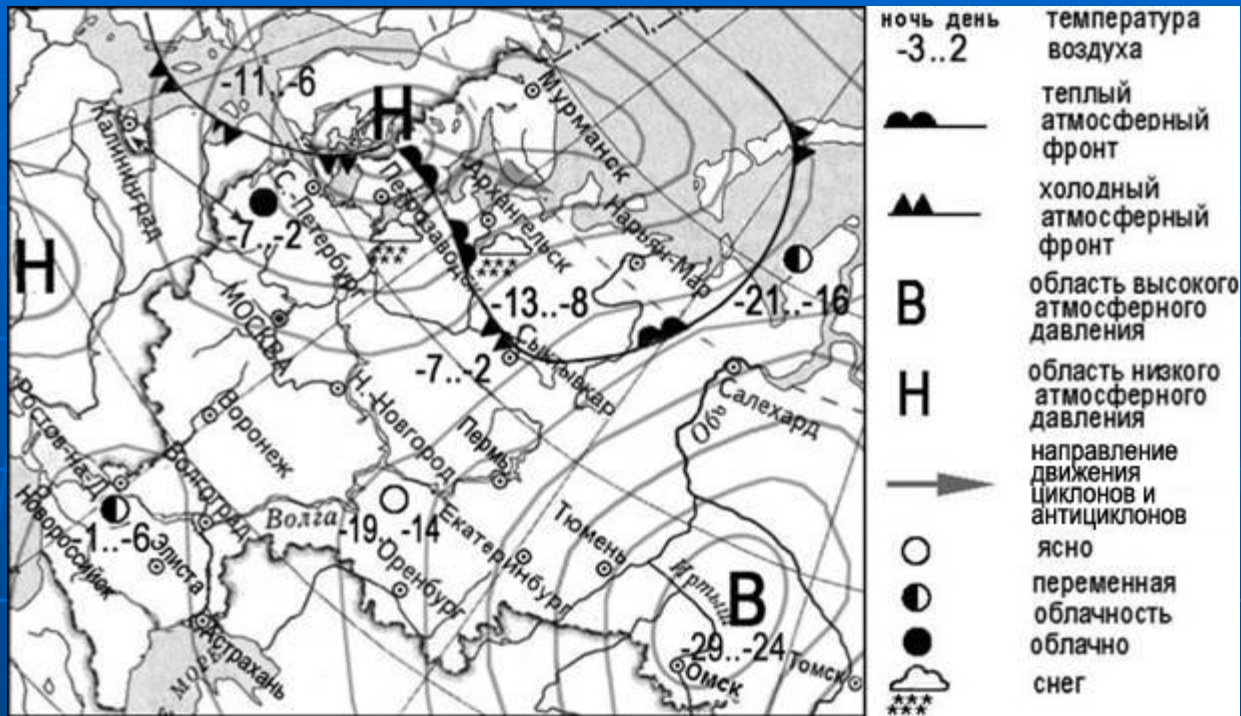 -11..-6
Н
Мурманск
Калининград
С.-Петербург
Петрозаводск
Архангельск
Нарьян-Мар
-7..-2
Н
-13..-8
-21..-16
МОСКВА
Сыктывкар
-7..-2
Салехард
Обь
Ростов-на-Д.
Воронеж
Н.-Новгород
Пермь
Волгоград
Новороссийск
-1..-6
Элиста
Волга
-19..-14
Оренбург
Екатеринбург
Тюмень
Иртыш
В
-29..-24
Омск
Томск
Астрахань
море
ночь день
-3..2
температура
воздуха
теплый
атмосферный
фронт
холодный
атмосферный
фронт
В
область высокого
атмосферного
давления
Н
область низкого
атмосферного
давления
направление
движения
циклонов и
антициклонов
ясно
переменная
облачность
облачно
снег